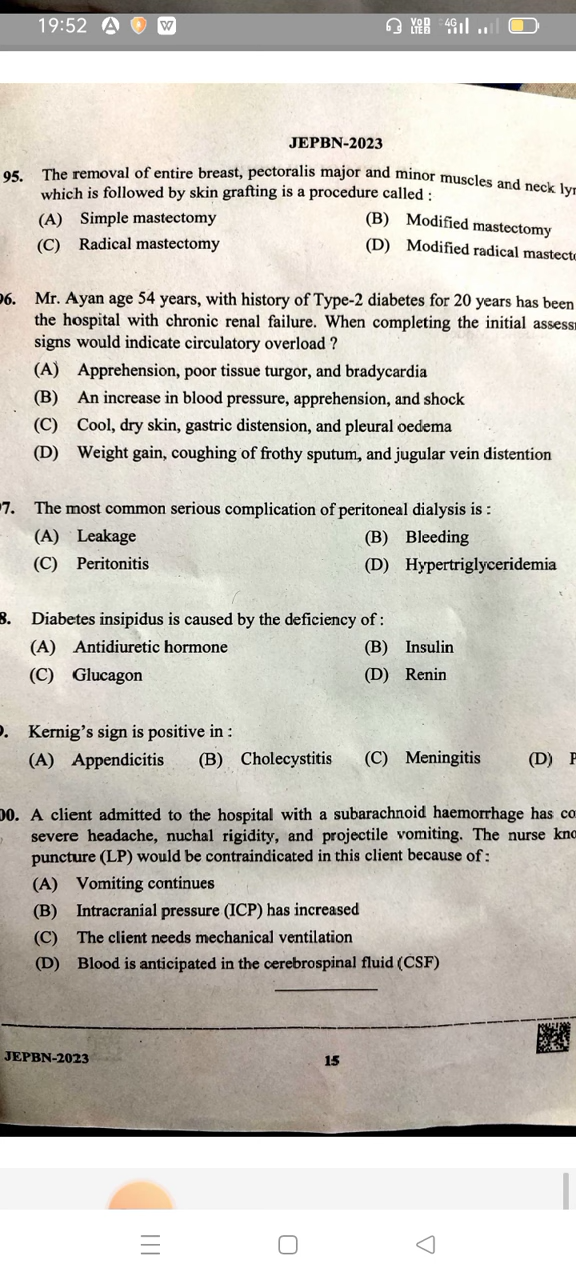 19:52
VoD LTE2 4G
JEPBN-2023
95. The removal of entire breast, pectoralis major and minor muscles and neck
which is followed by skin grafting is a procedure called :
(A) Simple mastectomy (B) Modified mastectomy
(C) Radical mastectomy (D) Modified radical
6. Mr. Ayan age 54 years, with history of Type-2 diabetes for 20 years has been
the hospital with chronic renal failure. When completing the initial
signs would indicate circulatory overload ?
(A) Apprehension, poor tissue turgor, and bradycardia
(B) An increase in blood pressure, apprehension, and shock
(C) Cool, dry skin, gastric distension, and pleural oedema
(D) Weight gain, coughing of frothy sputum, and jugular vein distention
7. The most common serious complication of peritoneal dialysis is :
(A) Leakage (B) Bleeding
(C) Peritonitis (D) Hypertriglyceridemia
8. Diabetes insipidus is caused by the deficiency of :
(A) Antidiuretic hormone (B) Insulin
(C) Glucagon (D) Renin
. Kernig's sign is positive in :
(A) Appendicitis (B) Cholecystitis (C) Meningitis (D)
00. A client admitted to the hospital with a subarachnoid haemorrhage has
severe headache, nuchal rigidity, and projectile vomiting. The nurse
puncture (LP) would be contraindicated in this client because of :
(A) Vomiting continues
(B) Intracranial pressure (ICP) has increased
(C) The client needs mechanical ventilation
(D) Blood is anticipated in the cerebrospinal fluid (CSF)
JEPBN-2023 15